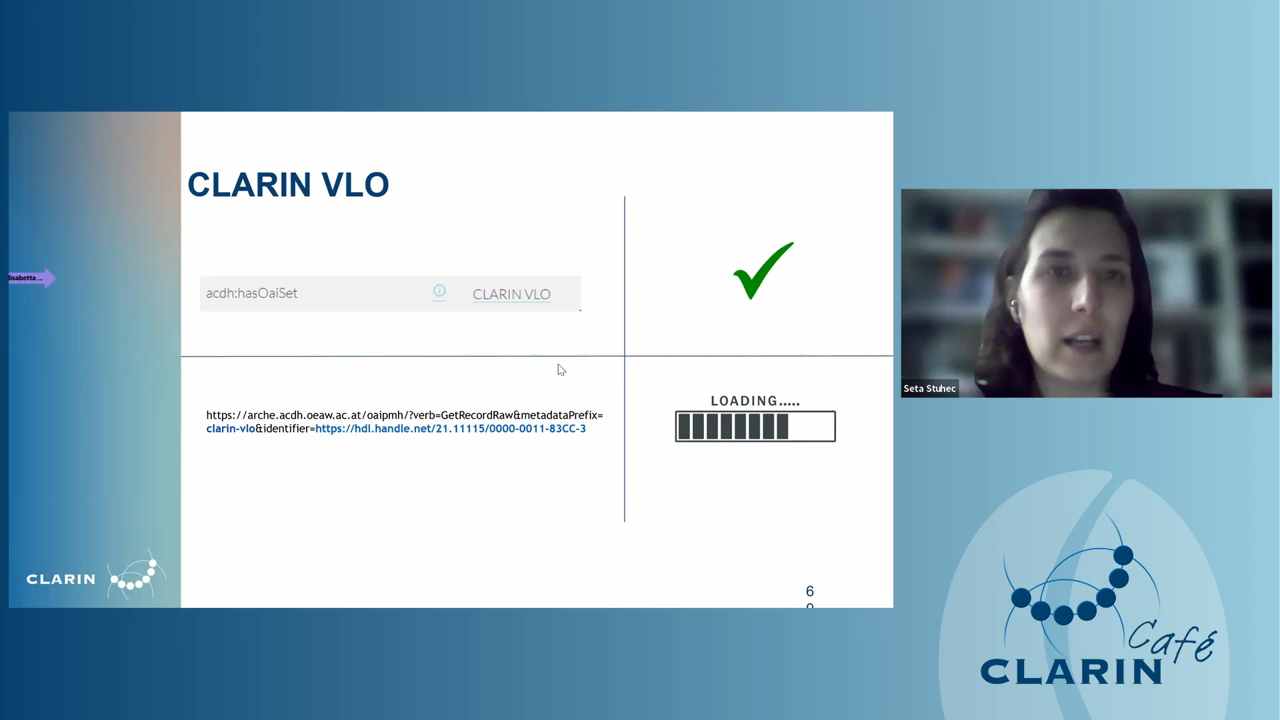 CLARIN VLO
acdh:hasOaiSet
CLARIN VLO
https://arche.acdh.oeaw.ac.at/oaipmh/?verb=GetRecordRaw&metadataPrefix=
clarin-vlo&identifier=https://hdl.handle.net/21.11115/0000-0011-83CC-3
LOADING.....
CLARIN
Seta Stuhec
Café
CLARIN